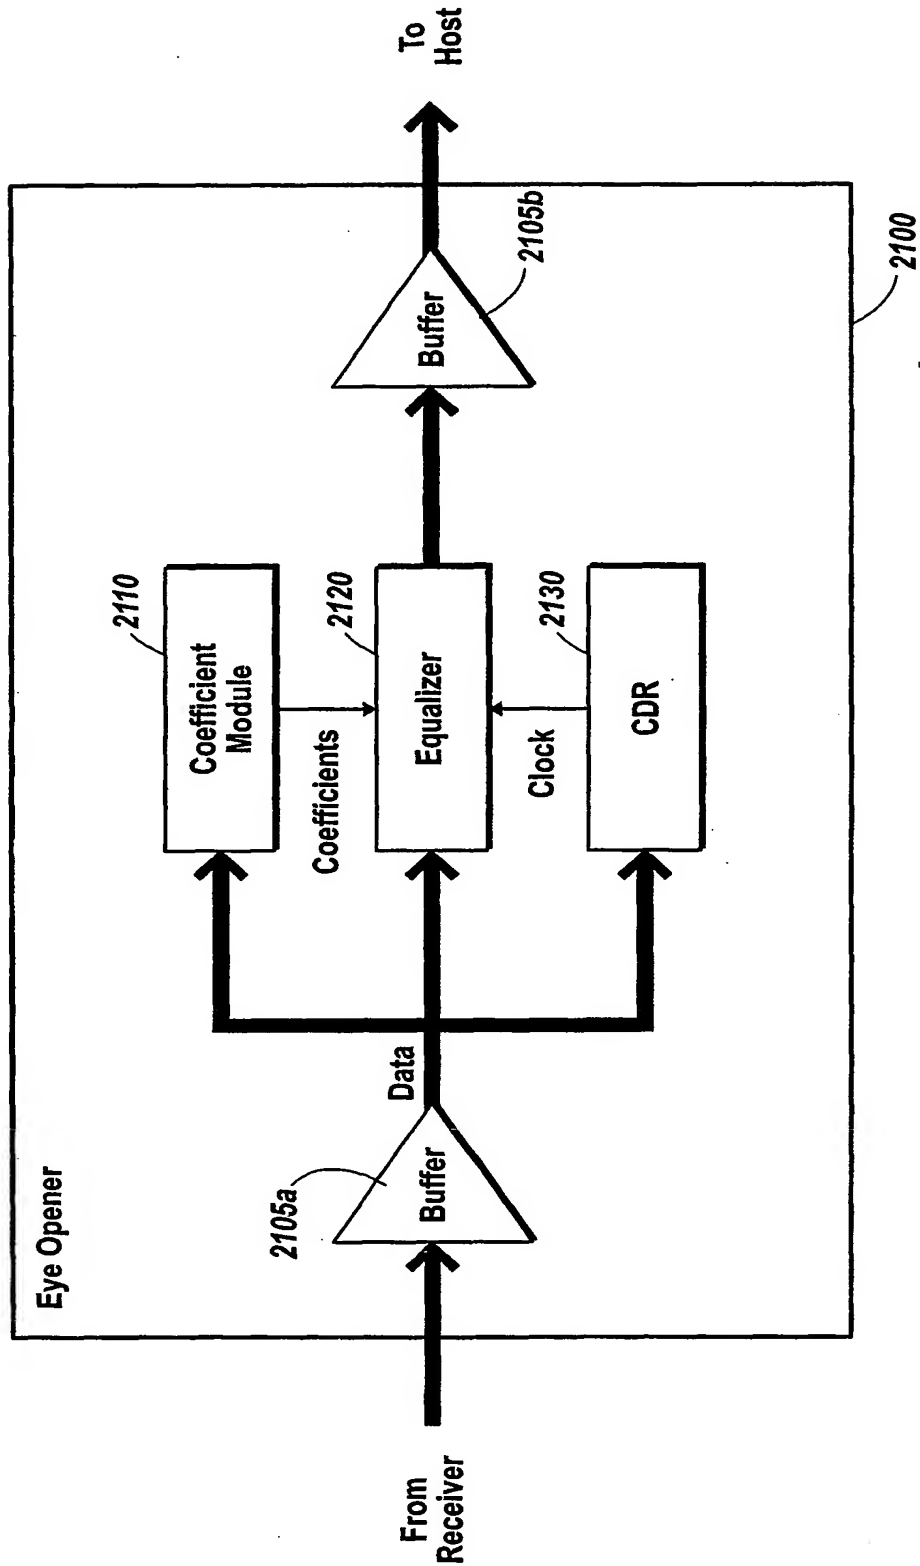 Eye Opener
2110
Coefficient
Module
Coefficients
From
Receiver
2105a
Buffer
Data
2120
Equalizer
Buffer
2105b
To
Host
Clock
2130
CDR
2100